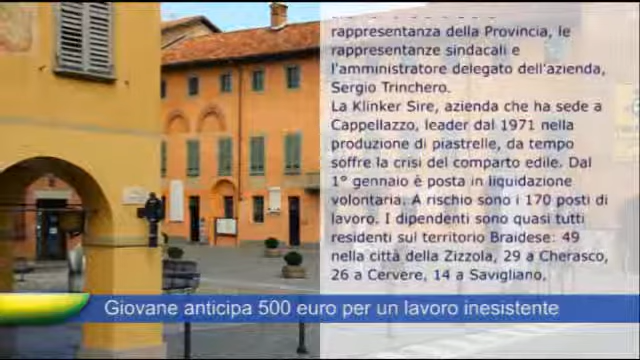 rappresentanza della Provincia, le
rappresentanze sindacali e
l'amministratore delegato dell'azienda,
Sergio Trinchero.
La Klinker Sire, azienda che ha sede a
Cappellazzo, leader dal 1971 nella
produzione di piastrelle, da tempo
soffre la crisi del comparto edile. Dal
1° gennaio è posta in liquidazione
volontaria. A rischio sono i 170 posti di
lavoro. I dipendenti sono quasi tutti
residenti sul territorio Braidese: 49
nella città della Zizzola, 29 a Cherasco,
26 a Cervere, 14 a Savigliano,
Giovane anticipa 500 euro per un lavoro inesistente